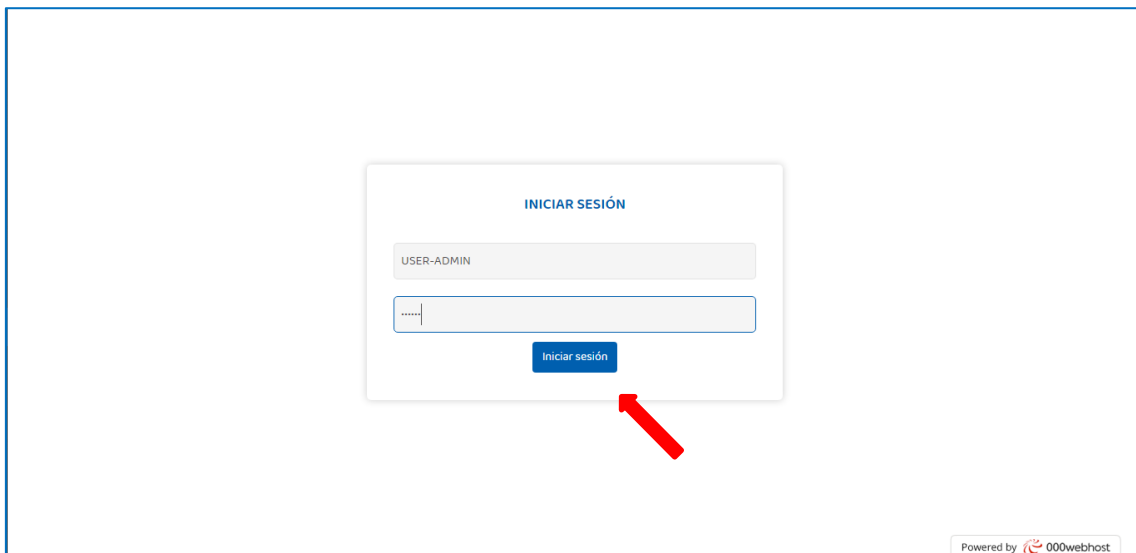 INICIAR SESIÓN
USER-ADMIN
······
Iniciar sesión
Powered by 000webhost